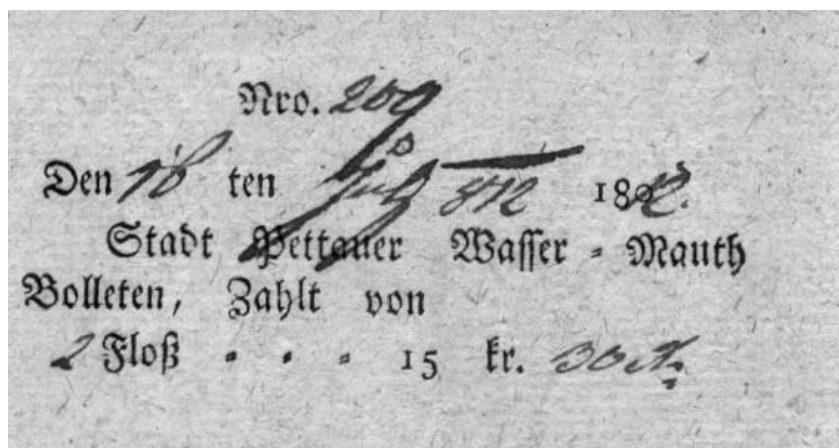 Nro. 209
Den 18 ten July 812 1812.
Stadt Pettauer Wasser - Mauth
Bolleten, Zahlt von
2 Floß - - - 15 kr. 30 kr.